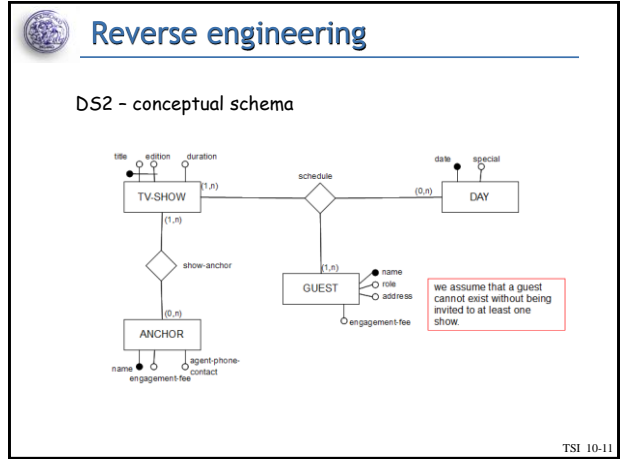 Reverse engineering
DS2 – conceptual schema
title edition duration
date special
schedule
TV-SHOW
(1,n)
(0,n)
DAY
(1,n)
show-anchor
(1,n)
GUEST
name
role
address
engagement-fee
we assume that a guest
cannot exist without being
invited to at least one
show.
(0,n)
ANCHOR
name
engagement-fee
agent-phone-
contact
TSI 10-11